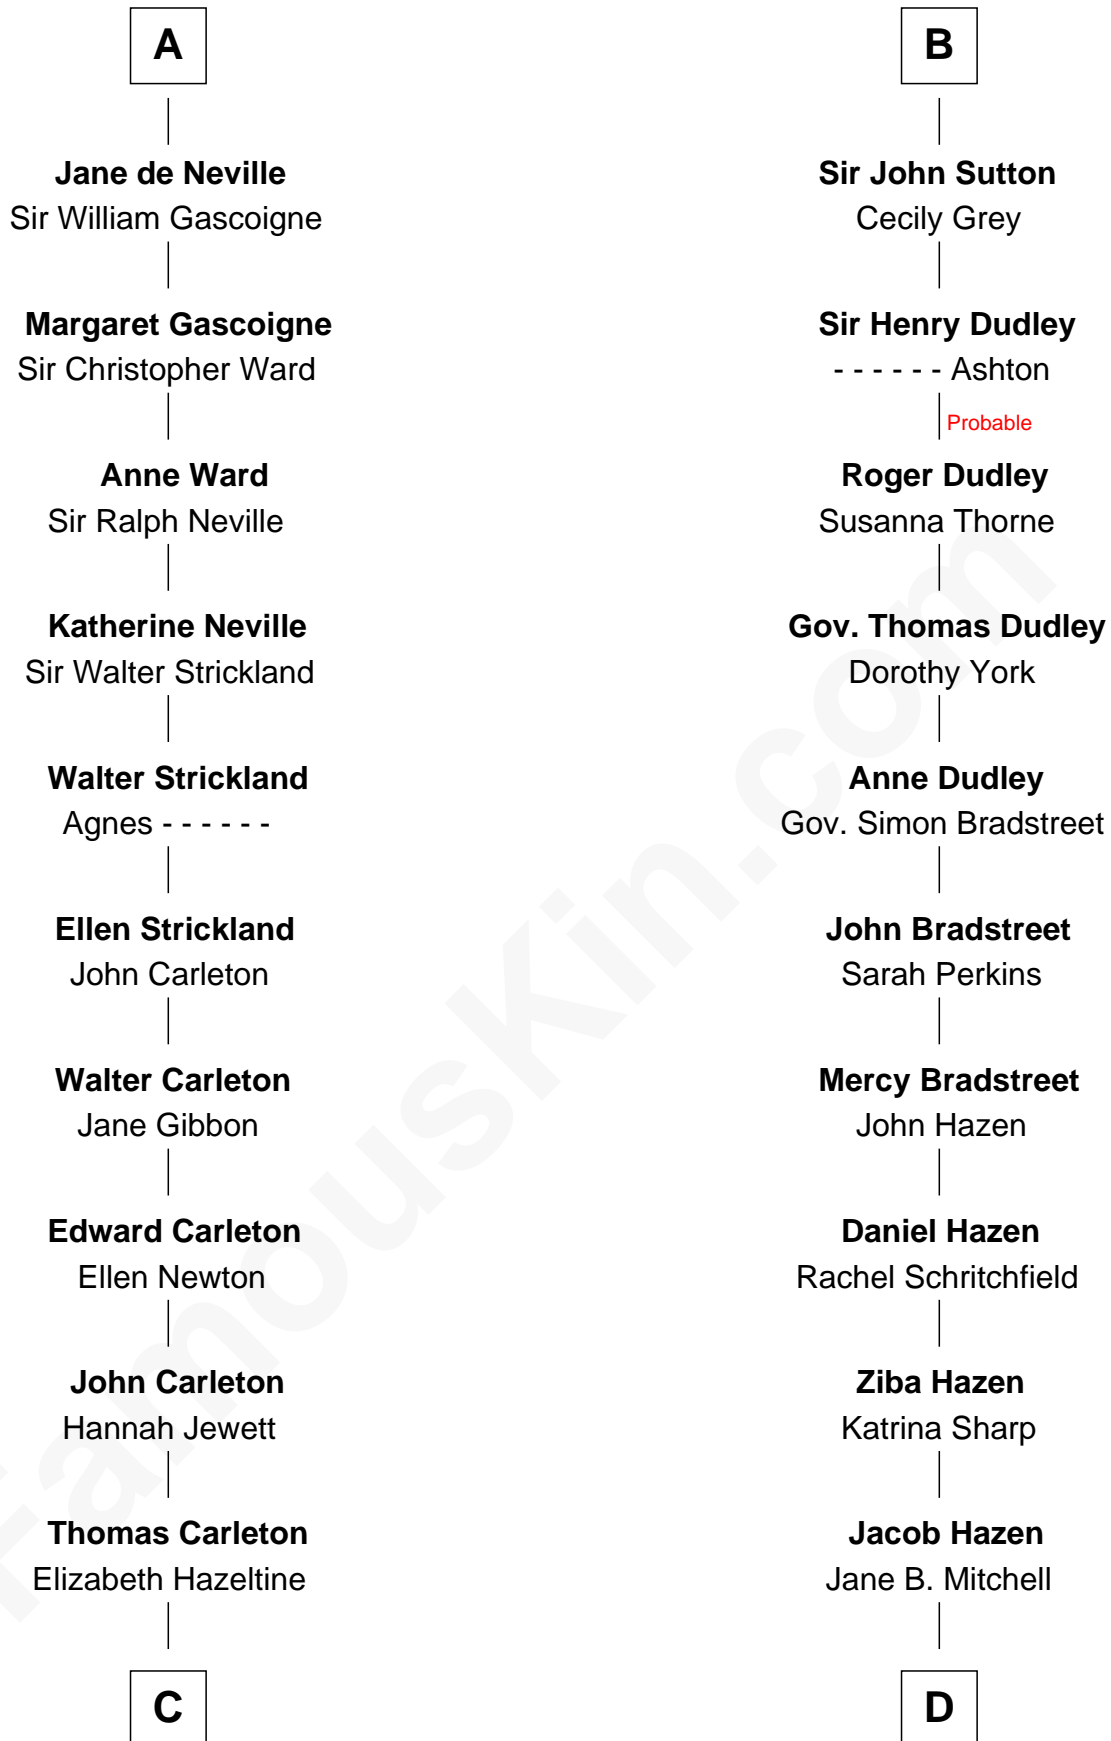 A
Jane de Neville
Sir William Gascoigne
Margaret Gascoigne
Sir Christopher Ward
Anne Ward
Sir Ralph Neville
Katherine Neville
Sir Walter Strickland
Walter Strickland
Agnes - - - - - -
Ellen Strickland
John Carleton
Walter Carleton
Jane Gibbon
Edward Carleton
Ellen Newton
John Carleton
Hannah Jewett
Thomas Carleton
Elizabeth Hazeltine
C
B
Sir John Sutton
Cecily Grey
Sir Henry Dudley
- - - - - - Ashton
Probable
Roger Dudley
Susanna Thorne
Gov. Thomas Dudley
Dorothy York
Anne Dudley
Gov. Simon Bradstreet
John Bradstreet
Sarah Perkins
Mercy Bradstreet
John Hazen
Daniel Hazen
Rachel Schritchfield
Ziba Hazen
Katrina Sharp
Jacob Hazen
Jane B. Mitchell
D
FamousKin.com